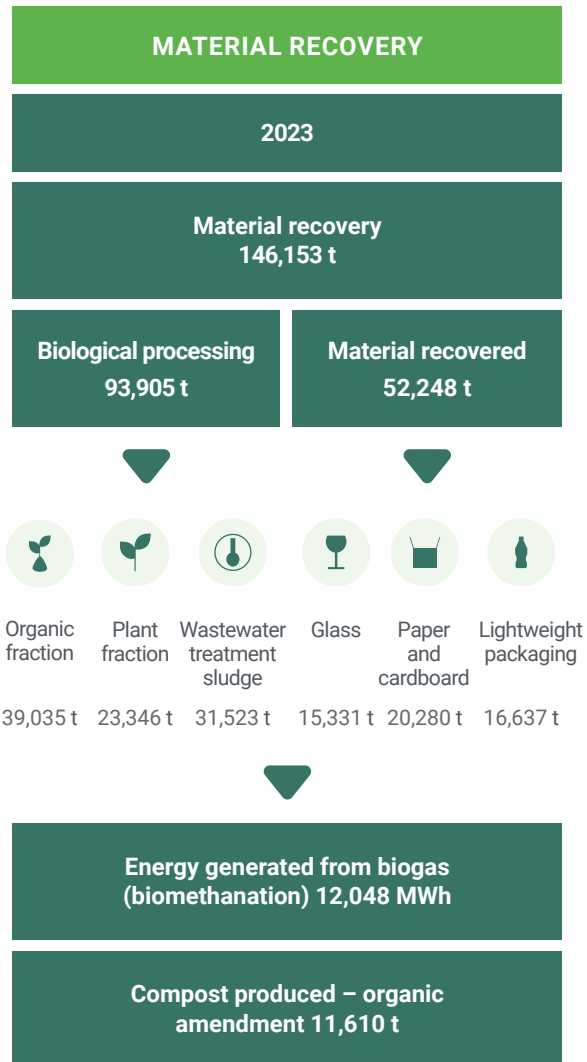 MATERIAL RECOVERY
2023
Material recovery
146,153 t
Biological processing
93,905 t
Material recovered
52,248 t
Organic
fraction
39,035 t
Plant
fraction
23,346 t
Wastewater
treatment
sludge
31,523 t
Glass
15,331 t
Paper
and
cardboard
20,280 t
Lightweight
packaging
16,637 t
Energy generated from biogas
(biomethanation) 12,048 MWh
Compost produced – organic
amendment 11,610 t